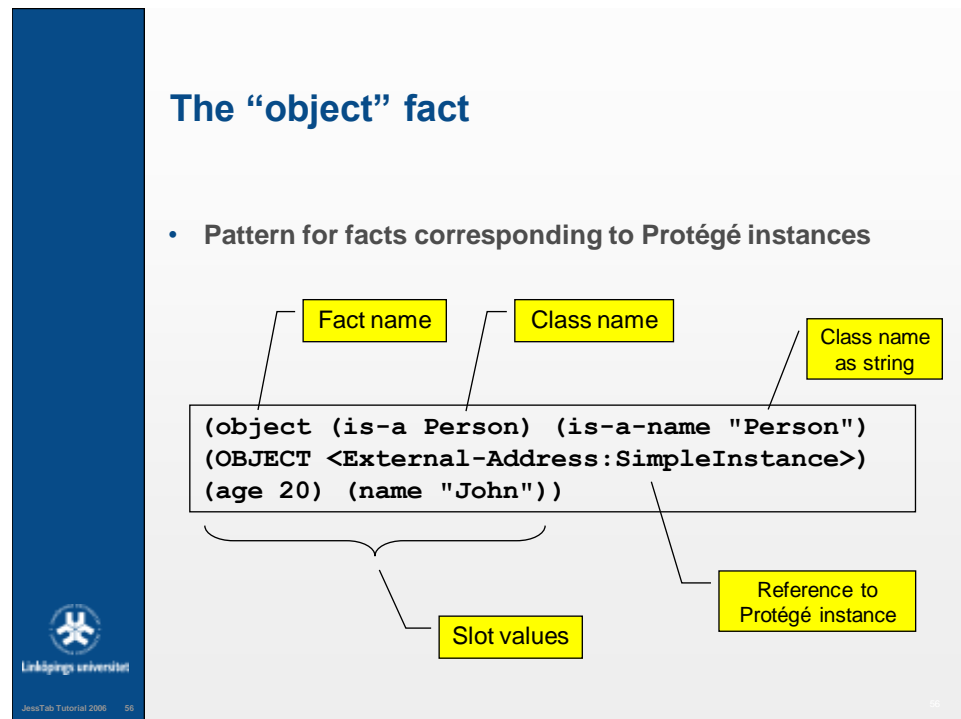 The “object” fact
• Pattern for facts corresponding to Protégé instances
Fact name
Class name
Class name
as string
(object (is-a Person) (is-a-name "Person")
(OBJECT <External-Address:SimpleInstance>)
(age 20) (name "John"))
Reference to
Protégé instance
Slot values
Linköpings universitet
JessTab Tutorial 2006 56
56